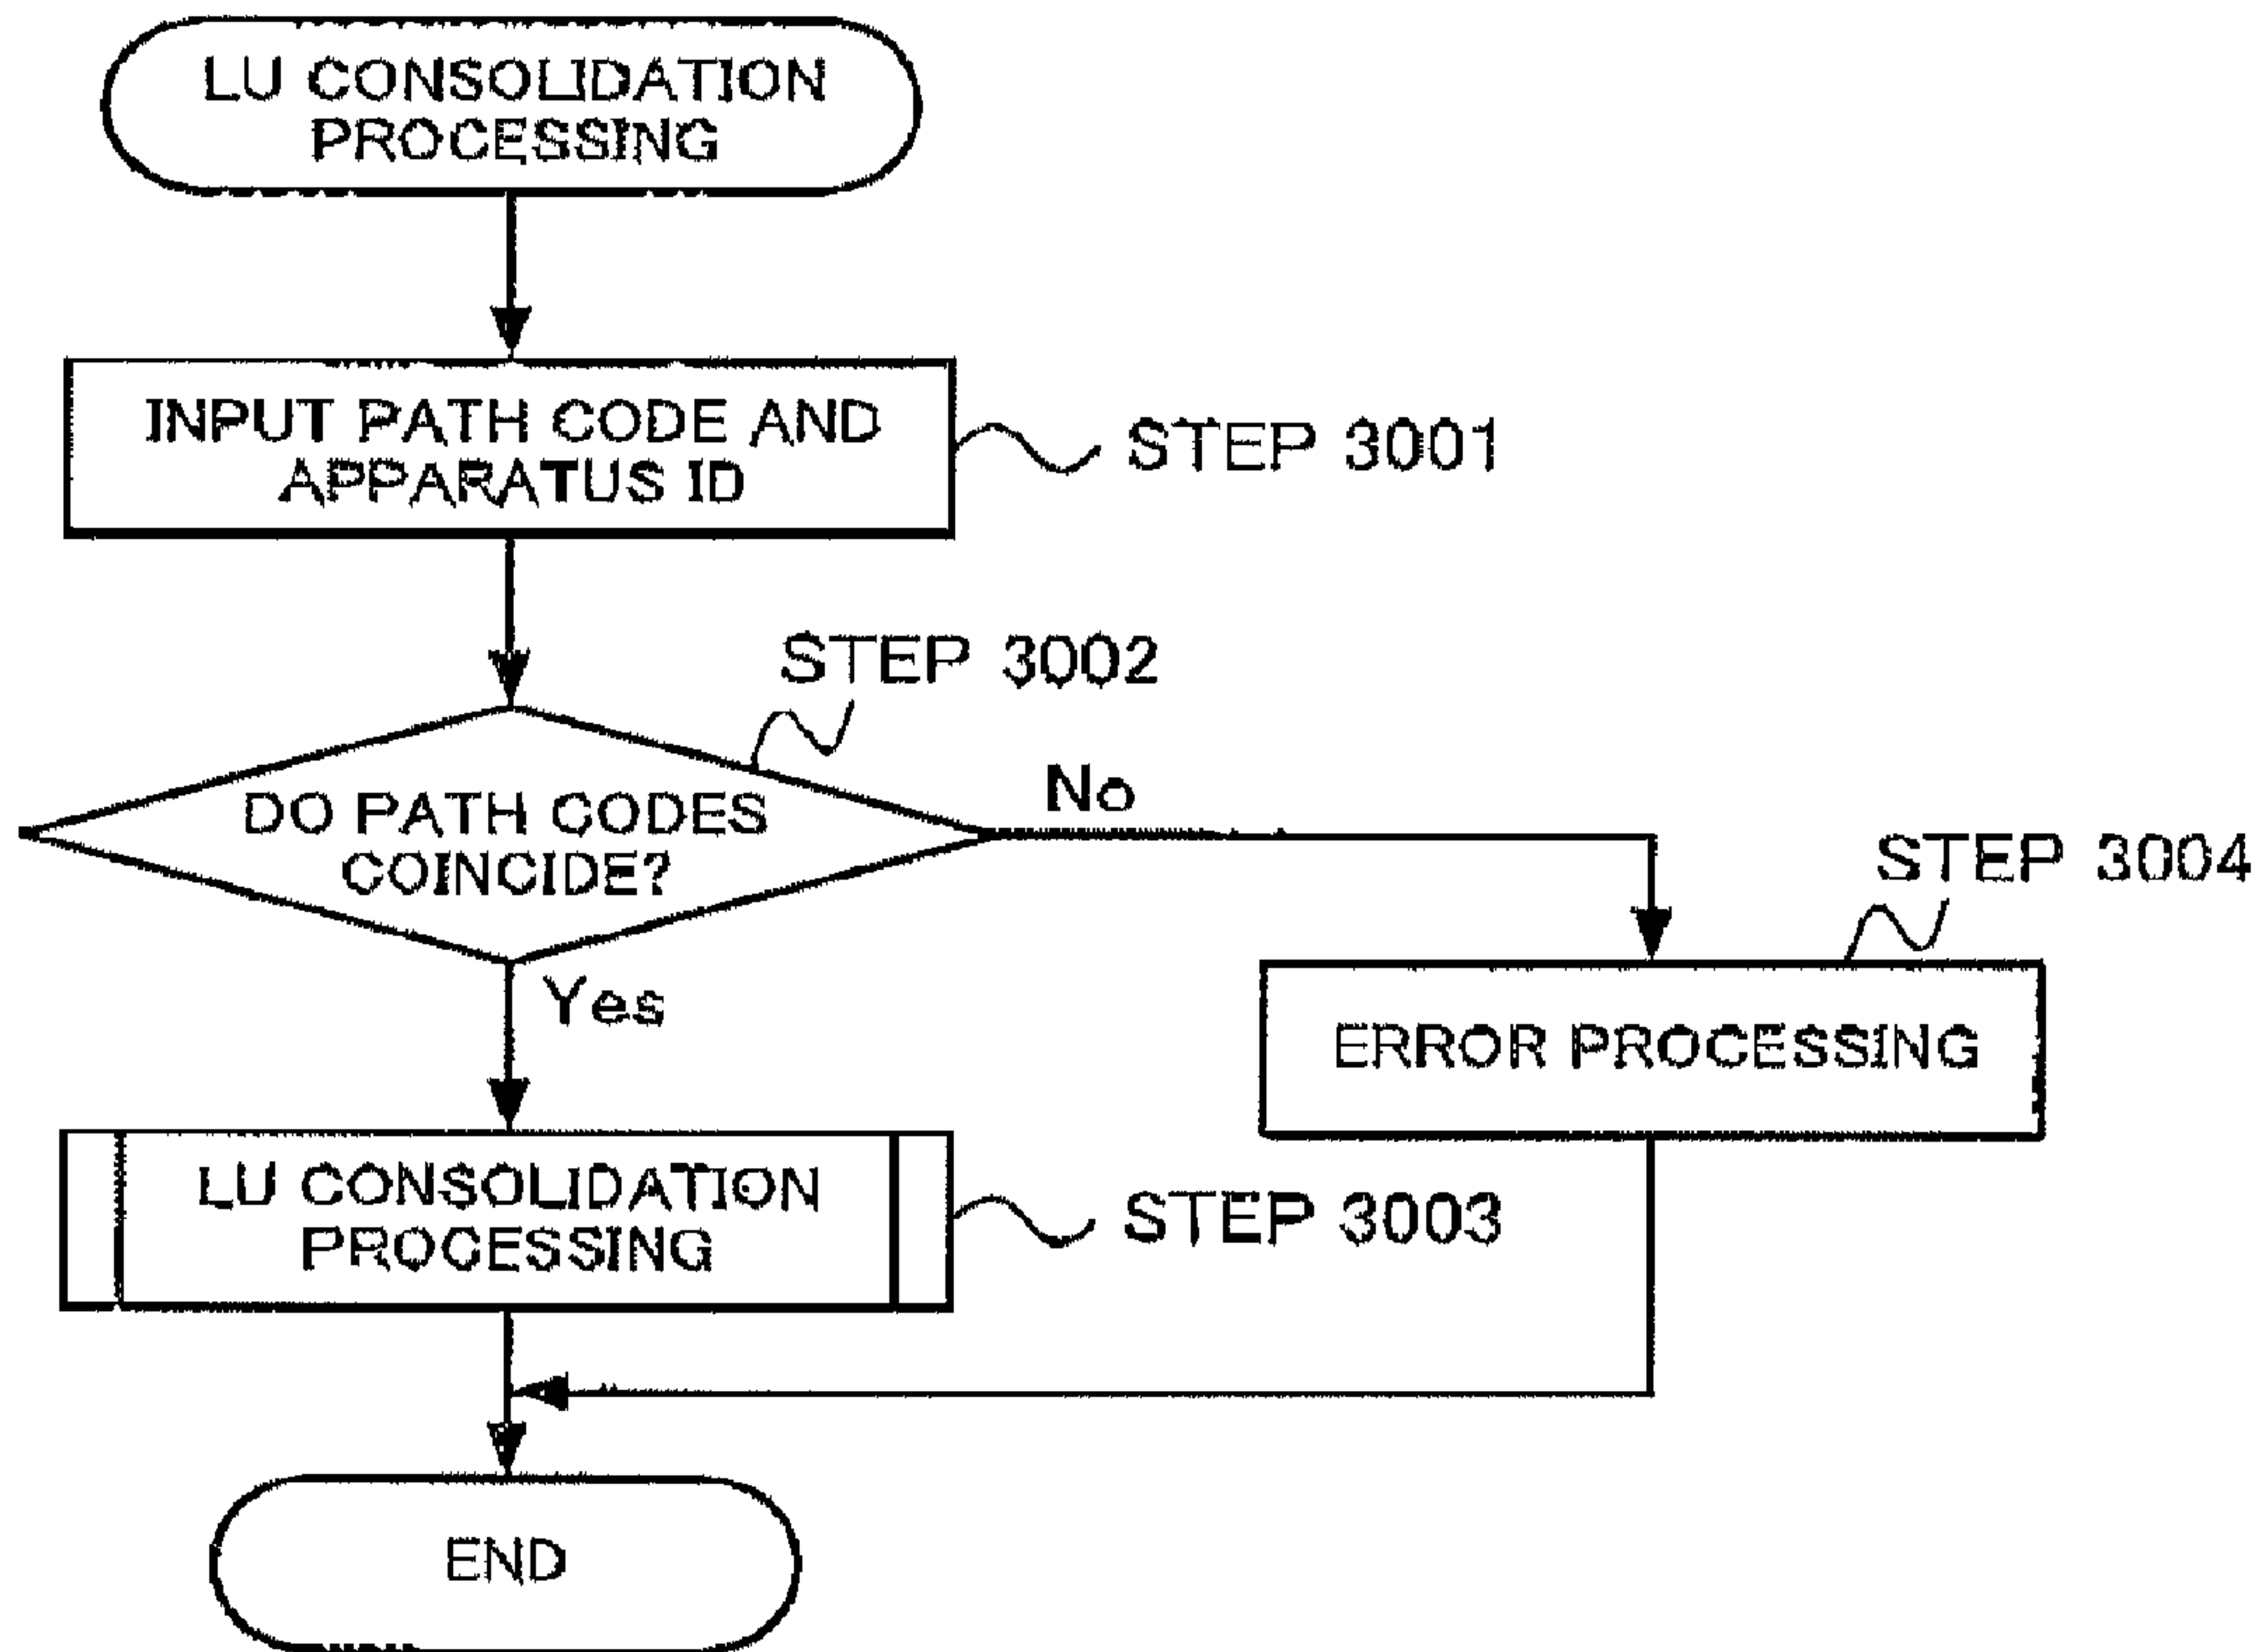 LU CONSOLIDATION
PROCESSING
INPUT PATH CODE AND
APPARATUS ID
STEP 3001
STEP 3002
DO PATH CODES
COINCIDE?
No
Yes
STEP 3004
ERROR PROCESSING
LU CONSOLIDATION
PROCESSING
STEP 3003
END